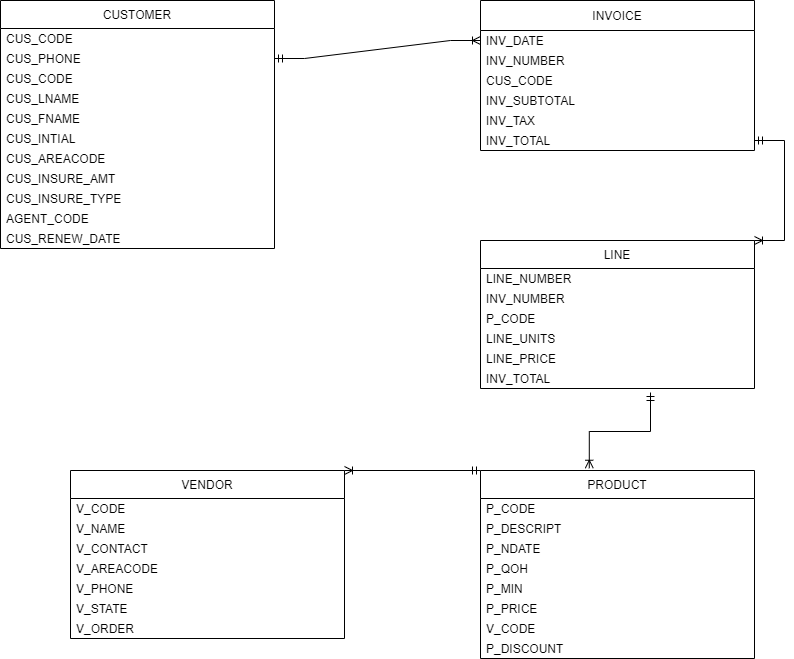 CUSTOMER
CUS_CODE
CUS_PHONE
CUS_CODE
CUS_LNAME
CUS_FNAME
CUS_INTIAL
CUS_AREACODE
CUS_INSURE_AMT
CUS_INSURE_TYPE
AGENT_CODE
CUS_RENEW_DATE
INVOICE
INV_DATE
INV_NUMBER
CUS_CODE
INV_SUBTOTAL
INV_TAX
INV_TOTAL
LINE
LINE_NUMBER
INV_NUMBER
P_CODE
LINE_UNITS
LINE_PRICE
INV_TOTAL
VENDOR
V_CODE
V_NAME
V_CONTACT
V_AREACODE
V_PHONE
V_STATE
V_ORDER
PRODUCT
P_CODE
P_DESCRIPT
P_NDATE
P_QOH
P_MIN
P_PRICE
V_CODE
P_DISCOUNT